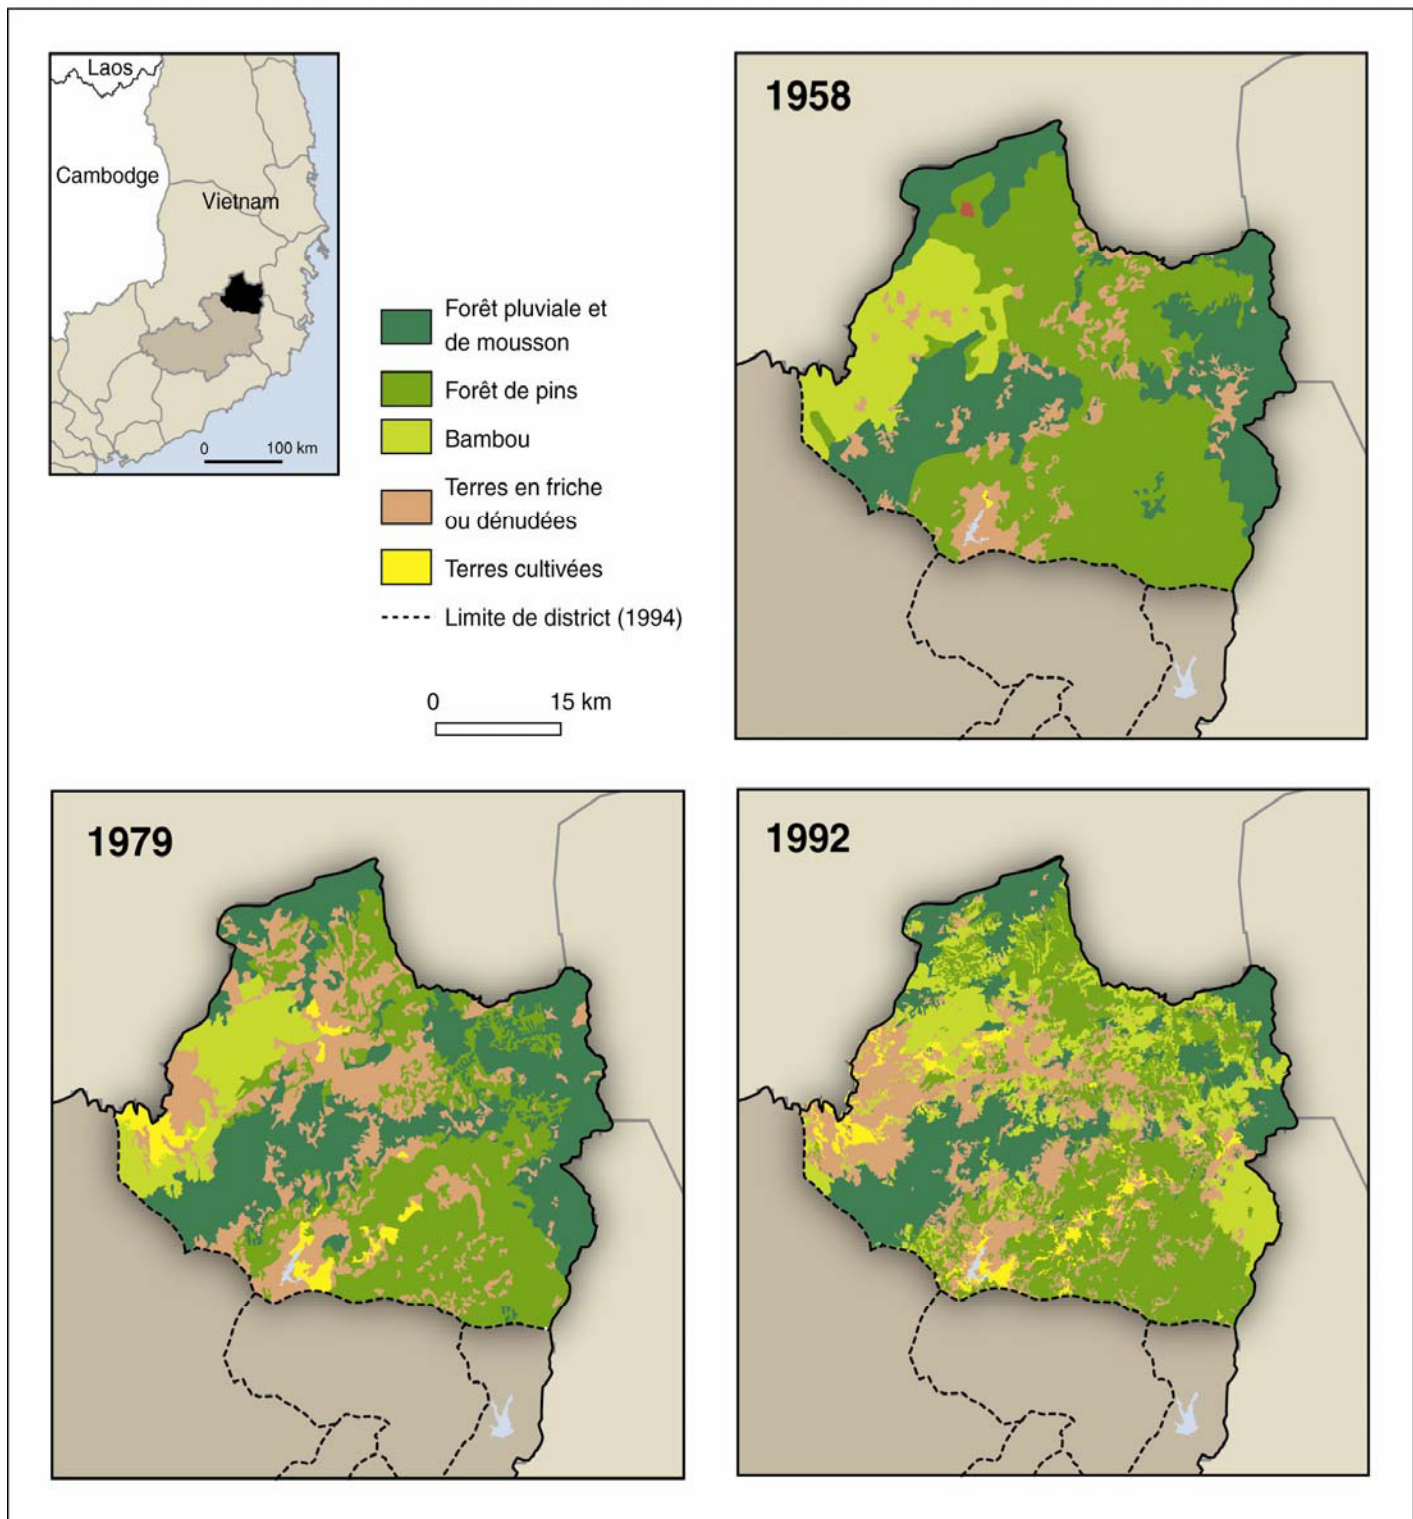 Laos
Cambodge
Vietnam
0 100 km
Forêt pluviale et
de mousson
Forêt de pins
Bambou
Terres en friche
ou dénudées
Terres cultivées
Limite de district (1994)
0 15 km
1958
1979
1992